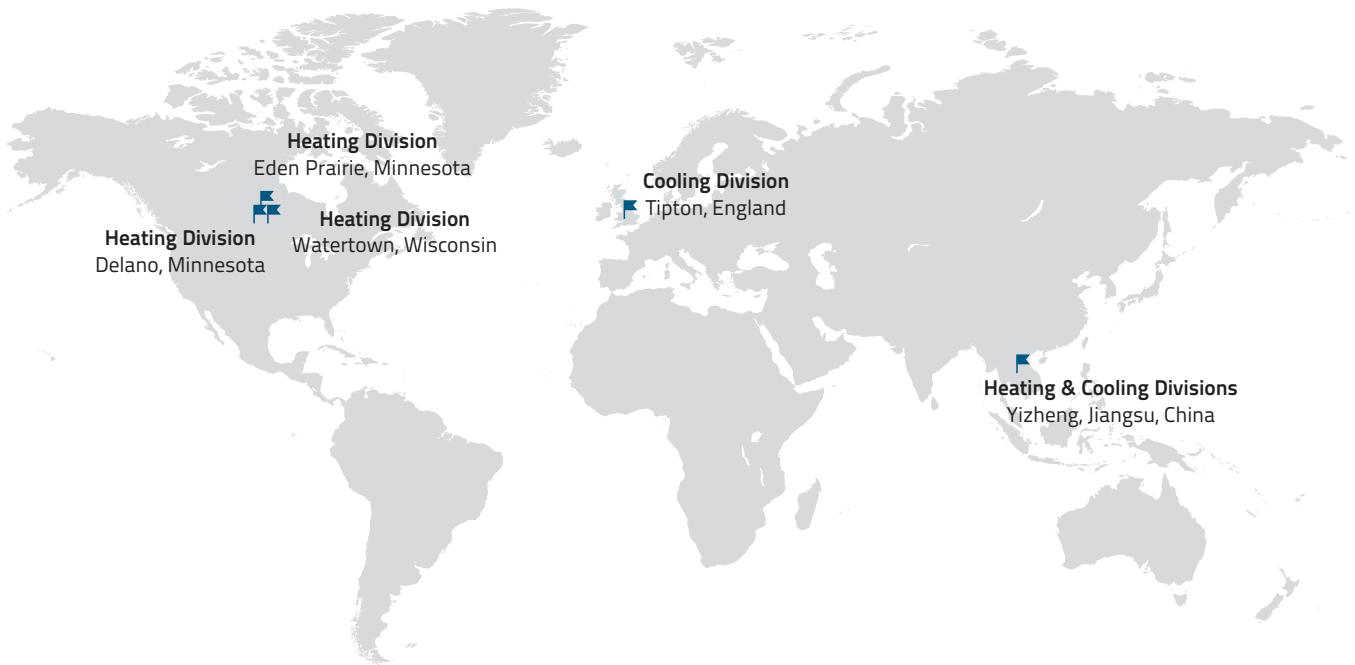 Heating Division
Eden Prairie, Minnesota
Cooling Division
Tipton, England
Heating Division
Watertown, Wisconsin
Heating Division
Delano, Minnesota
Heating & Cooling Divisions
Yizheng, Jiangsu, China